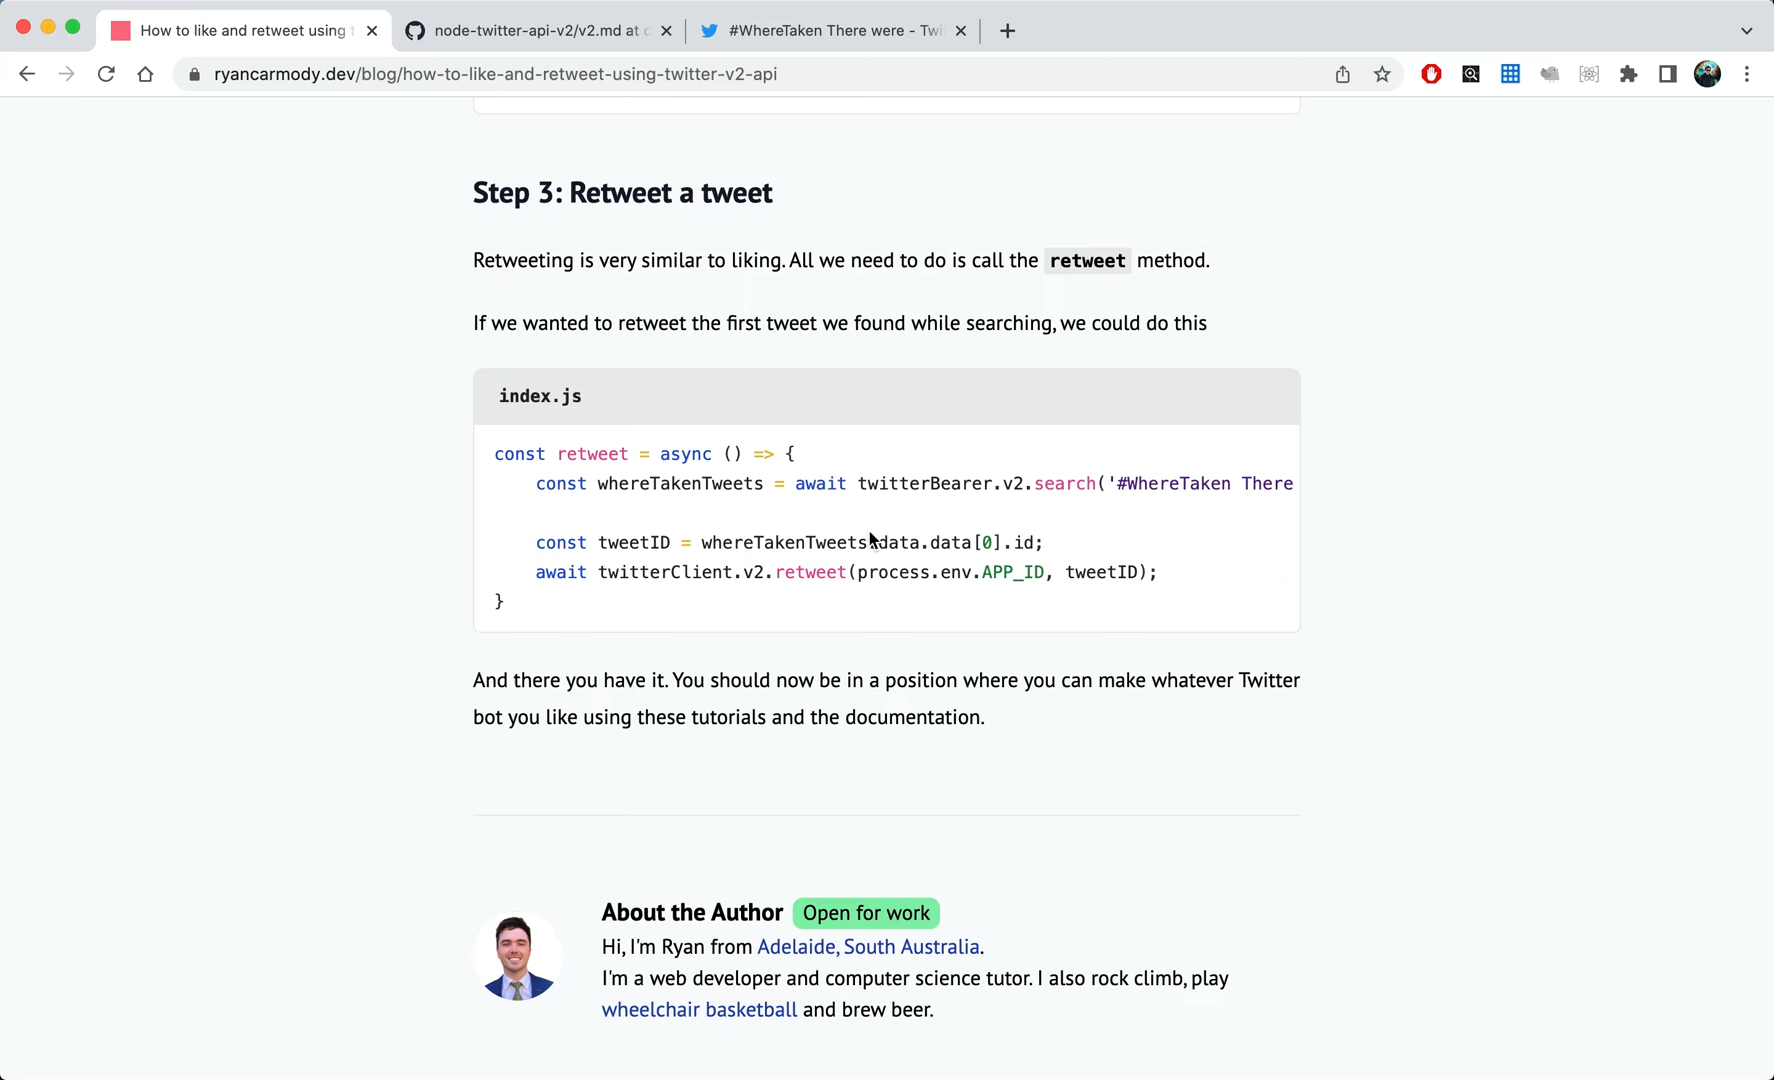 How to like and retweet using
node-twitter-api-v2/v2.md at
#WhereTaken There were - Twi
ryancarmody.dev/blog/how-to-like-and-retweet-using-twitter-v2-api
Step 3: Retweet a tweet
Retweeting is very similar to liking. All we need to do is call the retweet method.
If we wanted to retweet the first tweet we found while searching, we could do this
index.js
const retweet = async () => {
const whereTakenTweets = await twitterBearer.v2.search('#WhereTaken There
const tweetID = whereTakenTweets.data.data[0].id;
await twitterClient.v2.retweet(process.env.APP_ID, tweetID);
}
And there you have it. You should now be in a position where you can make whatever Twitter
bot you like using these tutorials and the documentation.
About the Author Open for work
Hi, I'm Ryan from Adelaide, South Australia.
I'm a web developer and computer science tutor. I also rock climb, play
wheelchair basketball and brew beer.